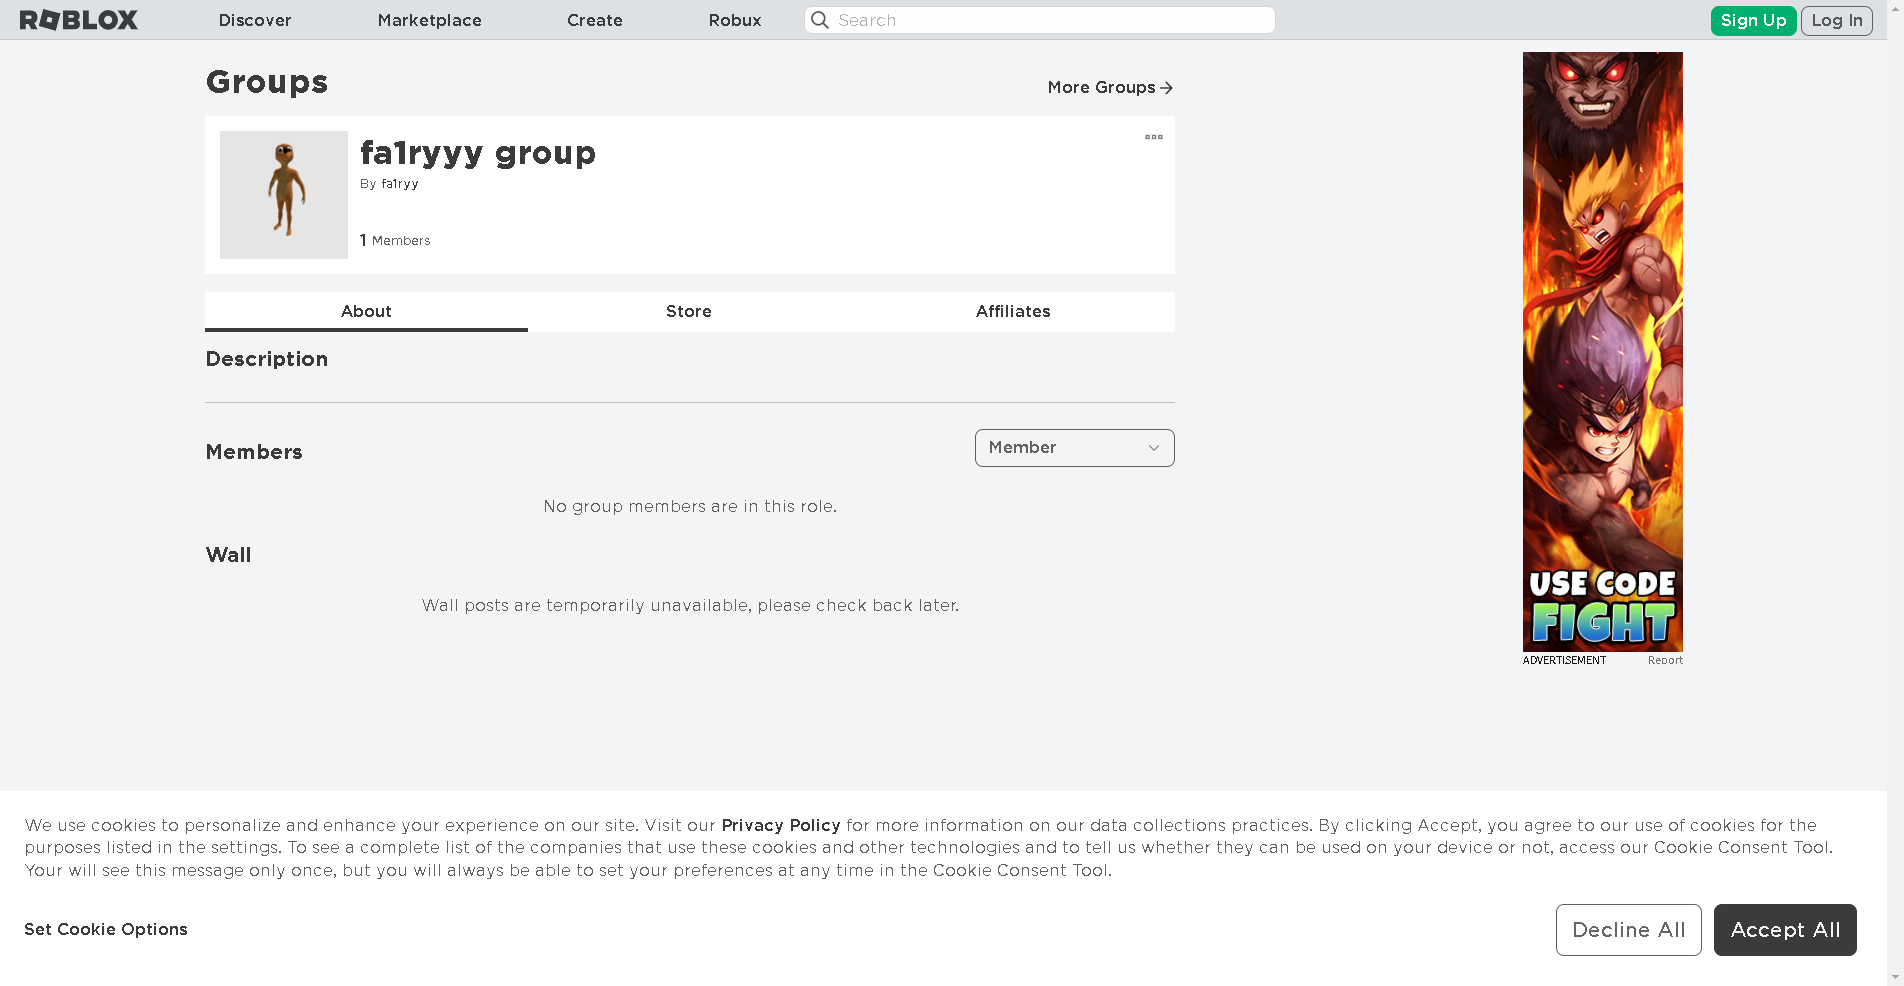 ROBLOX Discover Marketplace Create Robux Search Sign Up Log In
Groups
More Groups
fa1ryyy group
By fa1ryy
1 Members
About Store Affiliates
Description
Members
Member
No group members are in this role.
Wall
Wall posts are temporarily unavailable, please check back later.
USE CODE
FIGHT
ADVERTISEMENT Report
We use cookies to personalize and enhance your experience on our site. Visit our Privacy Policy for more information on our data collections practices. By clicking Accept, you agree to our use of cookies for the
purposes listed in the settings. To see a complete list of the companies that use these cookies and other technologies and to tell us whether they can be used on your device or not, access our Cookie Consent Tool.
Your will see this message only once, but you will always be able to set your preferences at any time in the Cookie Consent Tool.
Set Cookie Options
Decline All Accept All